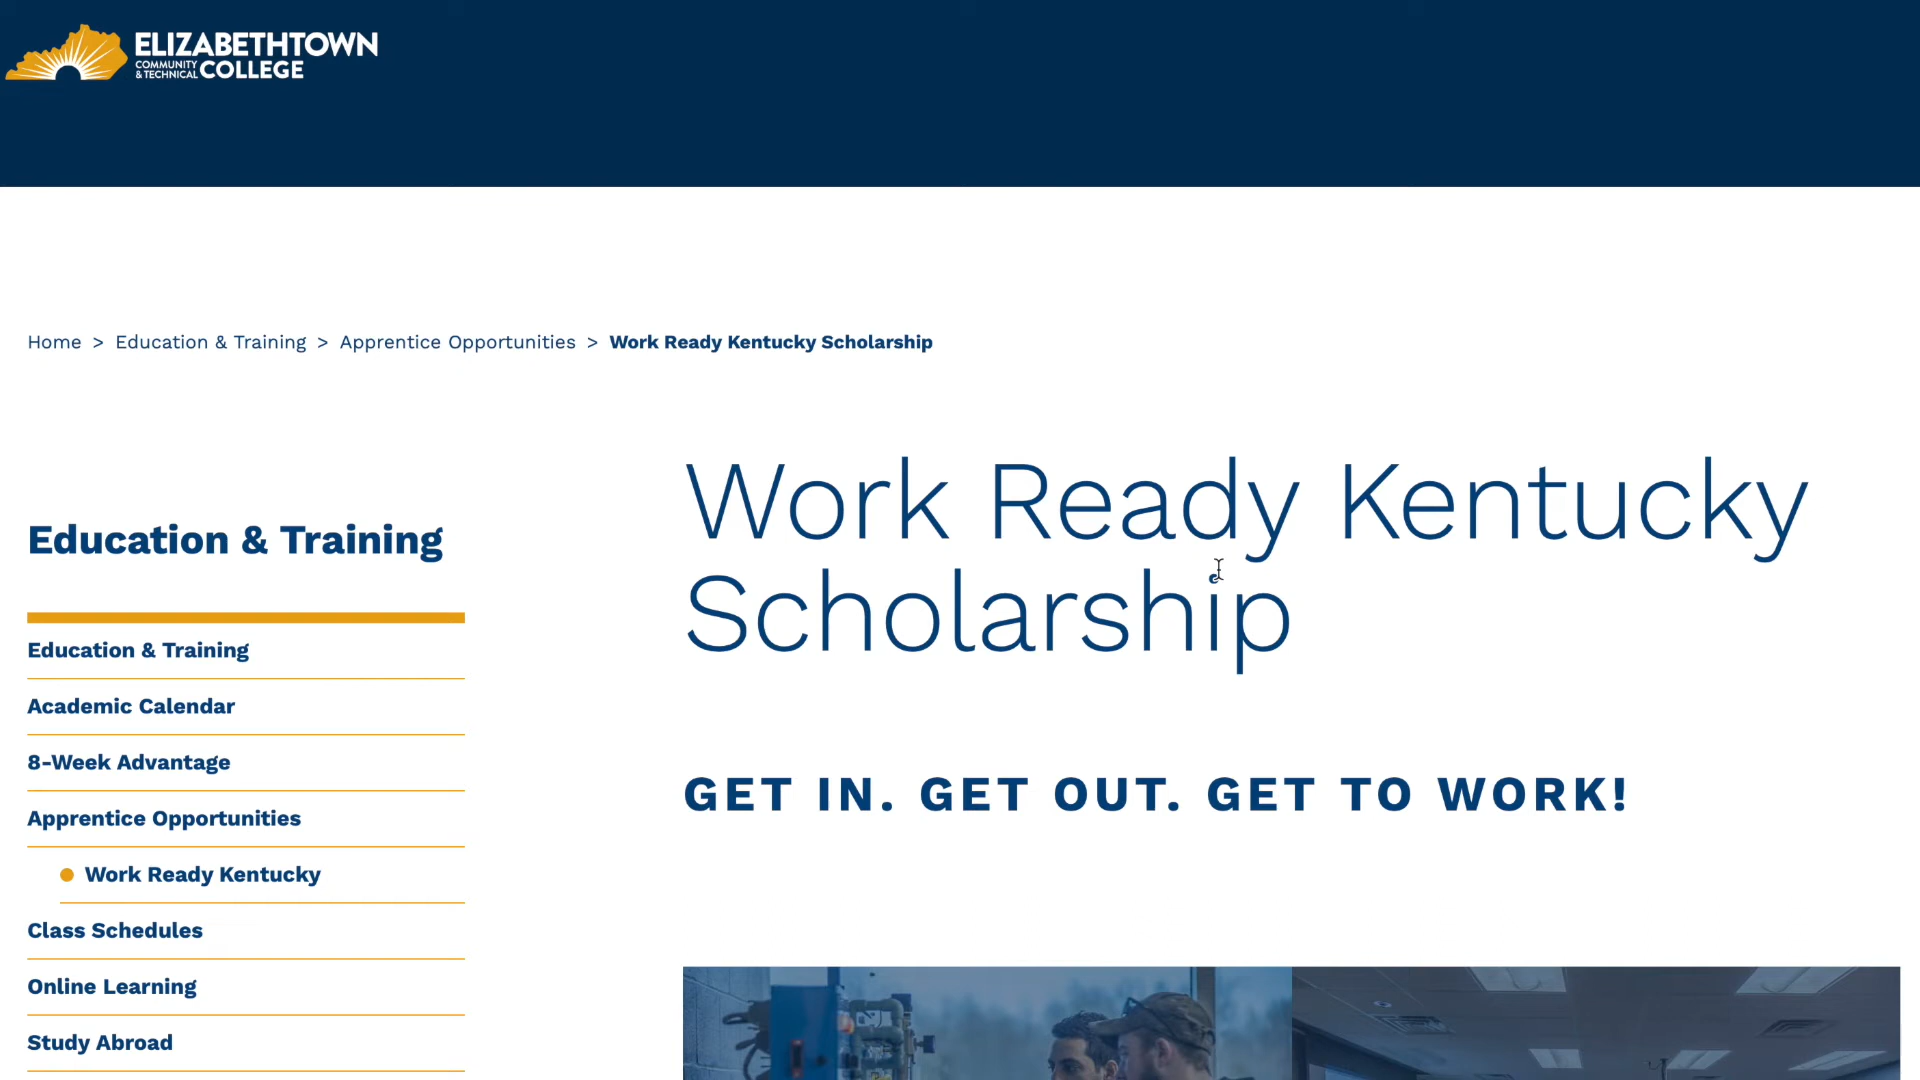 ELIZABETHTOWN
COMMUNITY & TECHNICAL COLLEGE
Home > Education & Training > Apprentice Opportunities > Work Ready Kentucky Scholarship
Education & Training
Education & Training
Academic Calendar
8-Week Advantage
Apprentice Opportunities
Work Ready Kentucky
Class Schedules
Online Learning
Study Abroad
Work Ready Kentucky
Scholarship
GET IN. GET OUT. GET TO WORK!